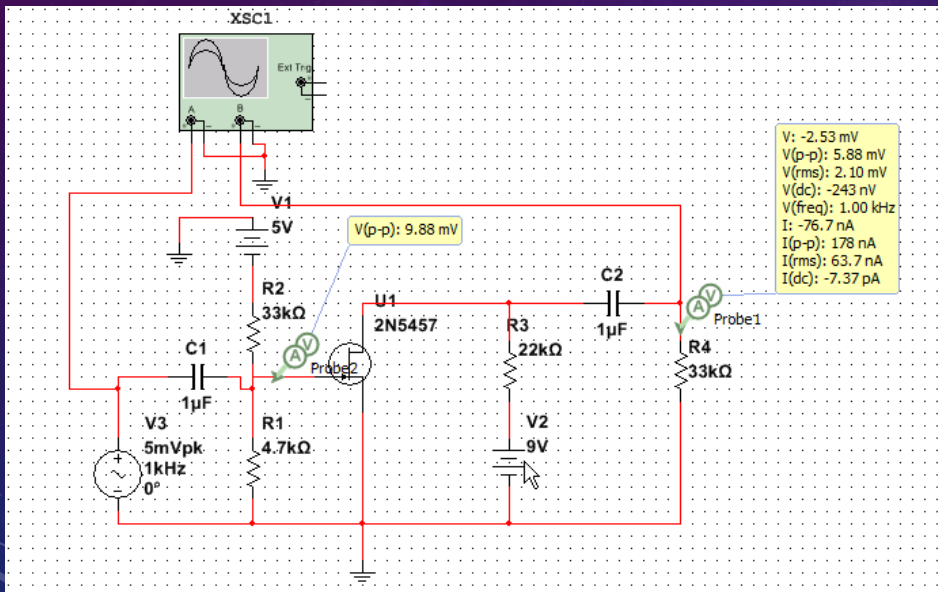 XSC1
Ext Trig
+
−
A
B
+
−
+
−
V1
5V
V(p-p): 9.88 mV
V: -2.53 mV
V(p-p): 5.88 mV
V(rms): 2.10 mV
V(dc): -243 nV
V(freq): 1.00 kHz
I: -76.7 nA
I(p-p): 178 nA
I(rms): 63.7 nA
I(dc): -7.37 pA
R2
33kΩ
U1
2N5457
C2
1µF
A V
Probe1
R3
22kΩ
R4
33kΩ
C1
1µF
A V
Probe2
V3
5mVpk
1kHz
0°
+
−
R1
4.7kΩ
V2
9V